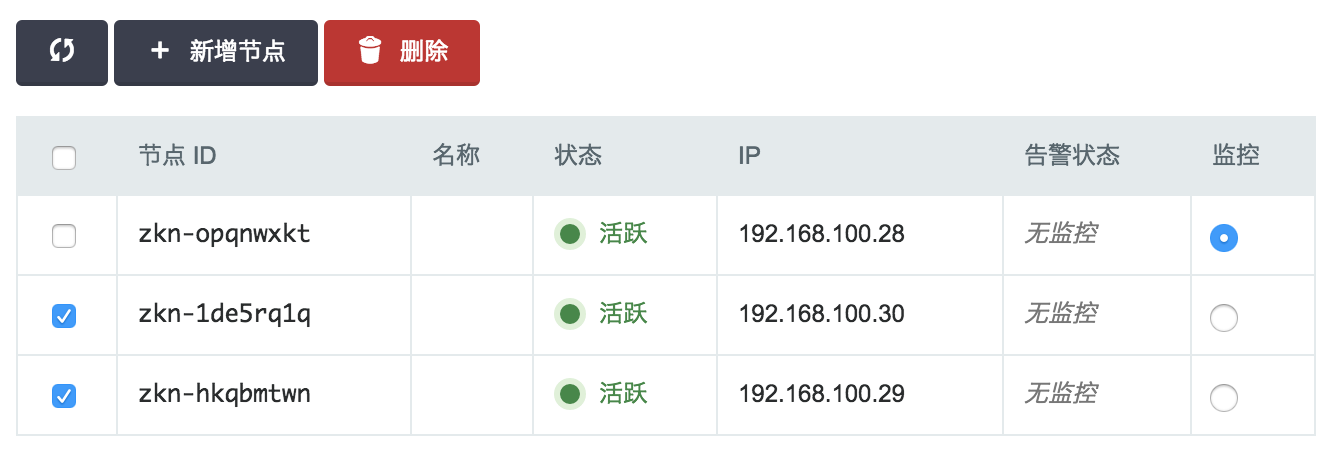 新增节点 删除
节点 ID 名称 状态 IP 告警状态 监控
zkn-opqnwxkt 活跃 192.168.100.28 无监控
zkn-1de5rq1q 活跃 192.168.100.30 无监控
zkn-hkqbmtwn 活跃 192.168.100.29 无监控